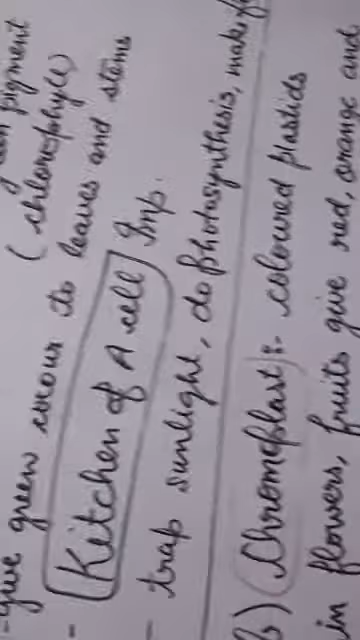 pigment
(chlorophyll)
-give green colour to leaves and stems
- Kitchen of A cell Imp.
- trap sunlight, do photosynthesis, make
) Chromoplast :- coloured plastids
in flowers, fruits give red, orange and